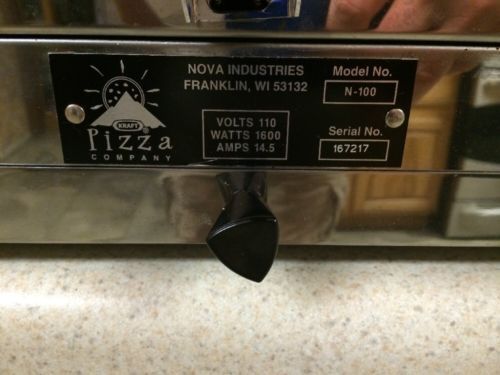 KRAFT
Pizza
COMPANY
NOVA INDUSTRIES
FRANKLIN, WI 53132
VOLTS 110
WATTS 1600
AMPS 14.5
Model No.
N-100
Serial No.
167217